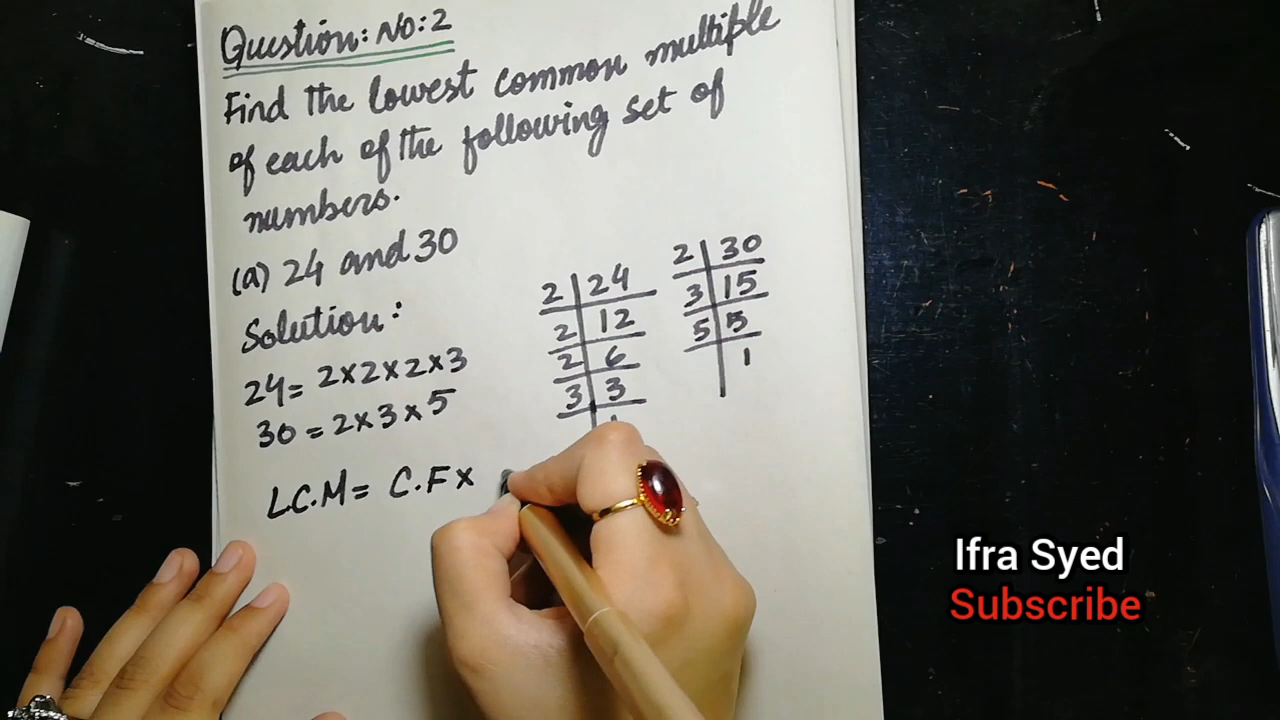 Question: No: 2
Find the lowest common multiple
of each of the following set of
numbers.
(a) 24 and 30
Solution:
24 = 2×2×2×3
30 = 2×3×5
L.C.M = C.F×
2 | 24
2 | 12
2 | 6
3 | 3
2 | 30
3 | 15
5 | 5
1
Ifra Syed
Subscribe